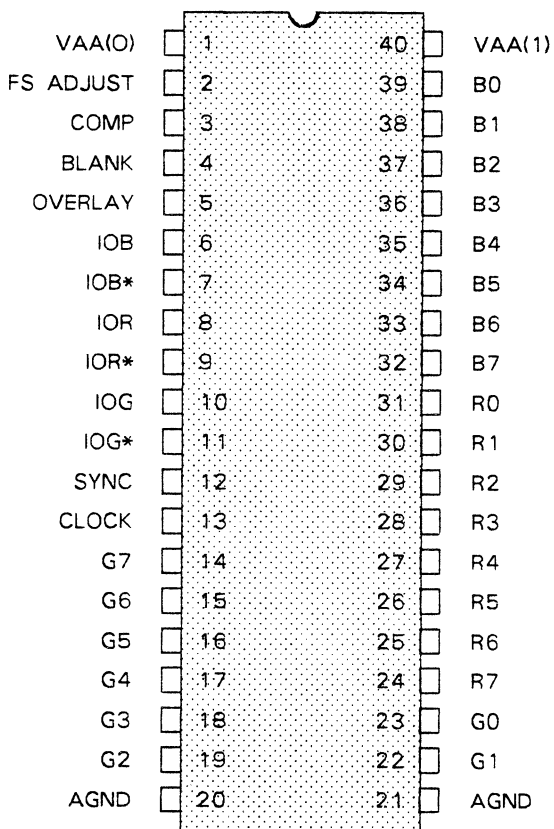 VAA(0) 1 40 VAA(1)
FS ADJUST 2 39 B0
COMP 3 38 B1
BLANK 4 37 B2
OVERLAY 5 36 B3
IOB 6 35 B4
IOB* 7 34 B5
IOR 8 33 B6
IOR* 9 32 B7
IOG 10 31 R0
IOG* 11 30 R1
SYNC 12 29 R2
CLOCK 13 28 R3
G7 14 27 R4
G6 15 26 R5
G5 16 25 R6
G4 17 24 R7
G3 18 23 G0
G2 19 22 G1
AGND 20 21 AGND